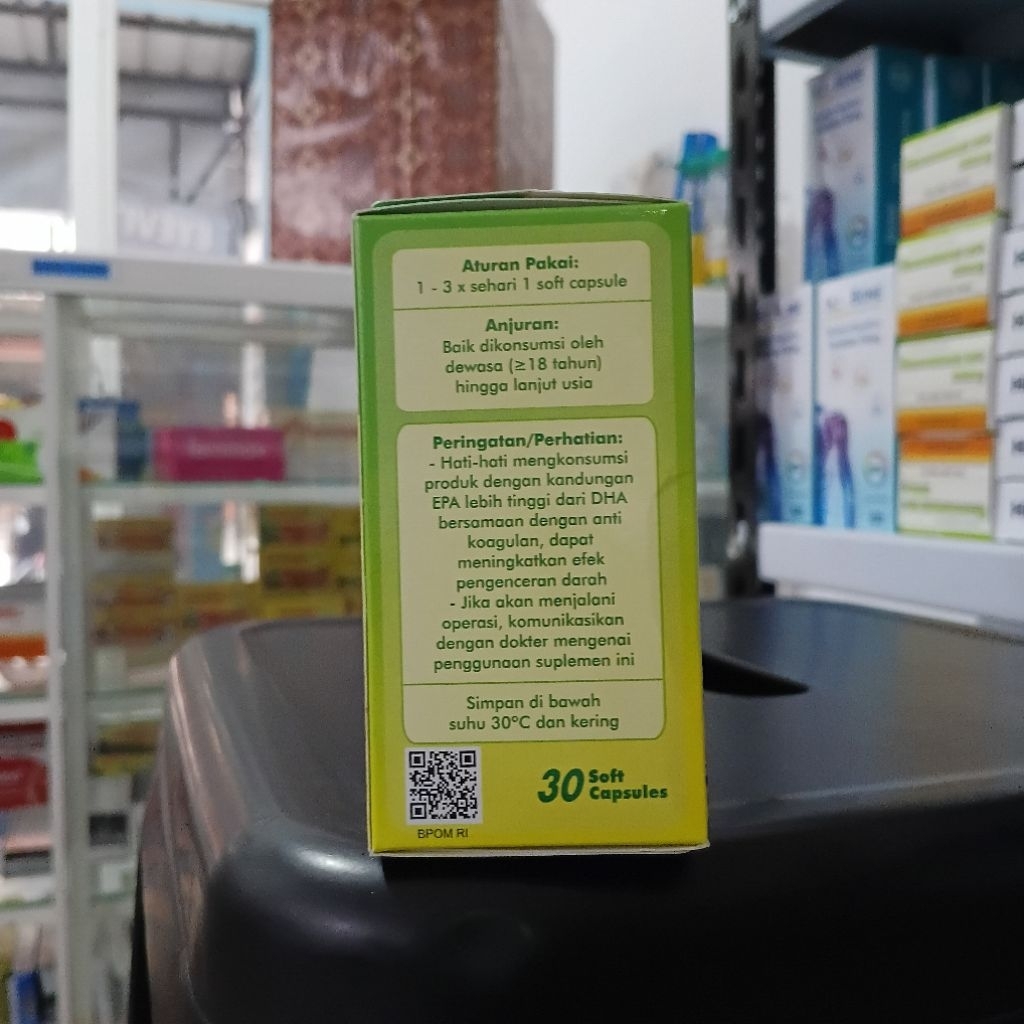 Aturan Pakai:
1 - 3 x sehari 1 soft capsule
Anjuran:
Baik dikonsumsi oleh
dewasa (≥18 tahun)
hingga lanjut usia
Peringatan/Perhatian:
- Hati-hati mengkonsumsi
produk dengan kandungan
EPA lebih tinggi dari DHA
bersamaan dengan anti
koagulan, dapat
meningkatkan efek
pengenceran darah
- Jika akan menjalani
operasi, komunikasikan
dengan dokter mengenai
penggunaan suplemen ini
Simpan di bawah
suhu 30°C dan kering
BPOM RI
30 Soft
Capsules